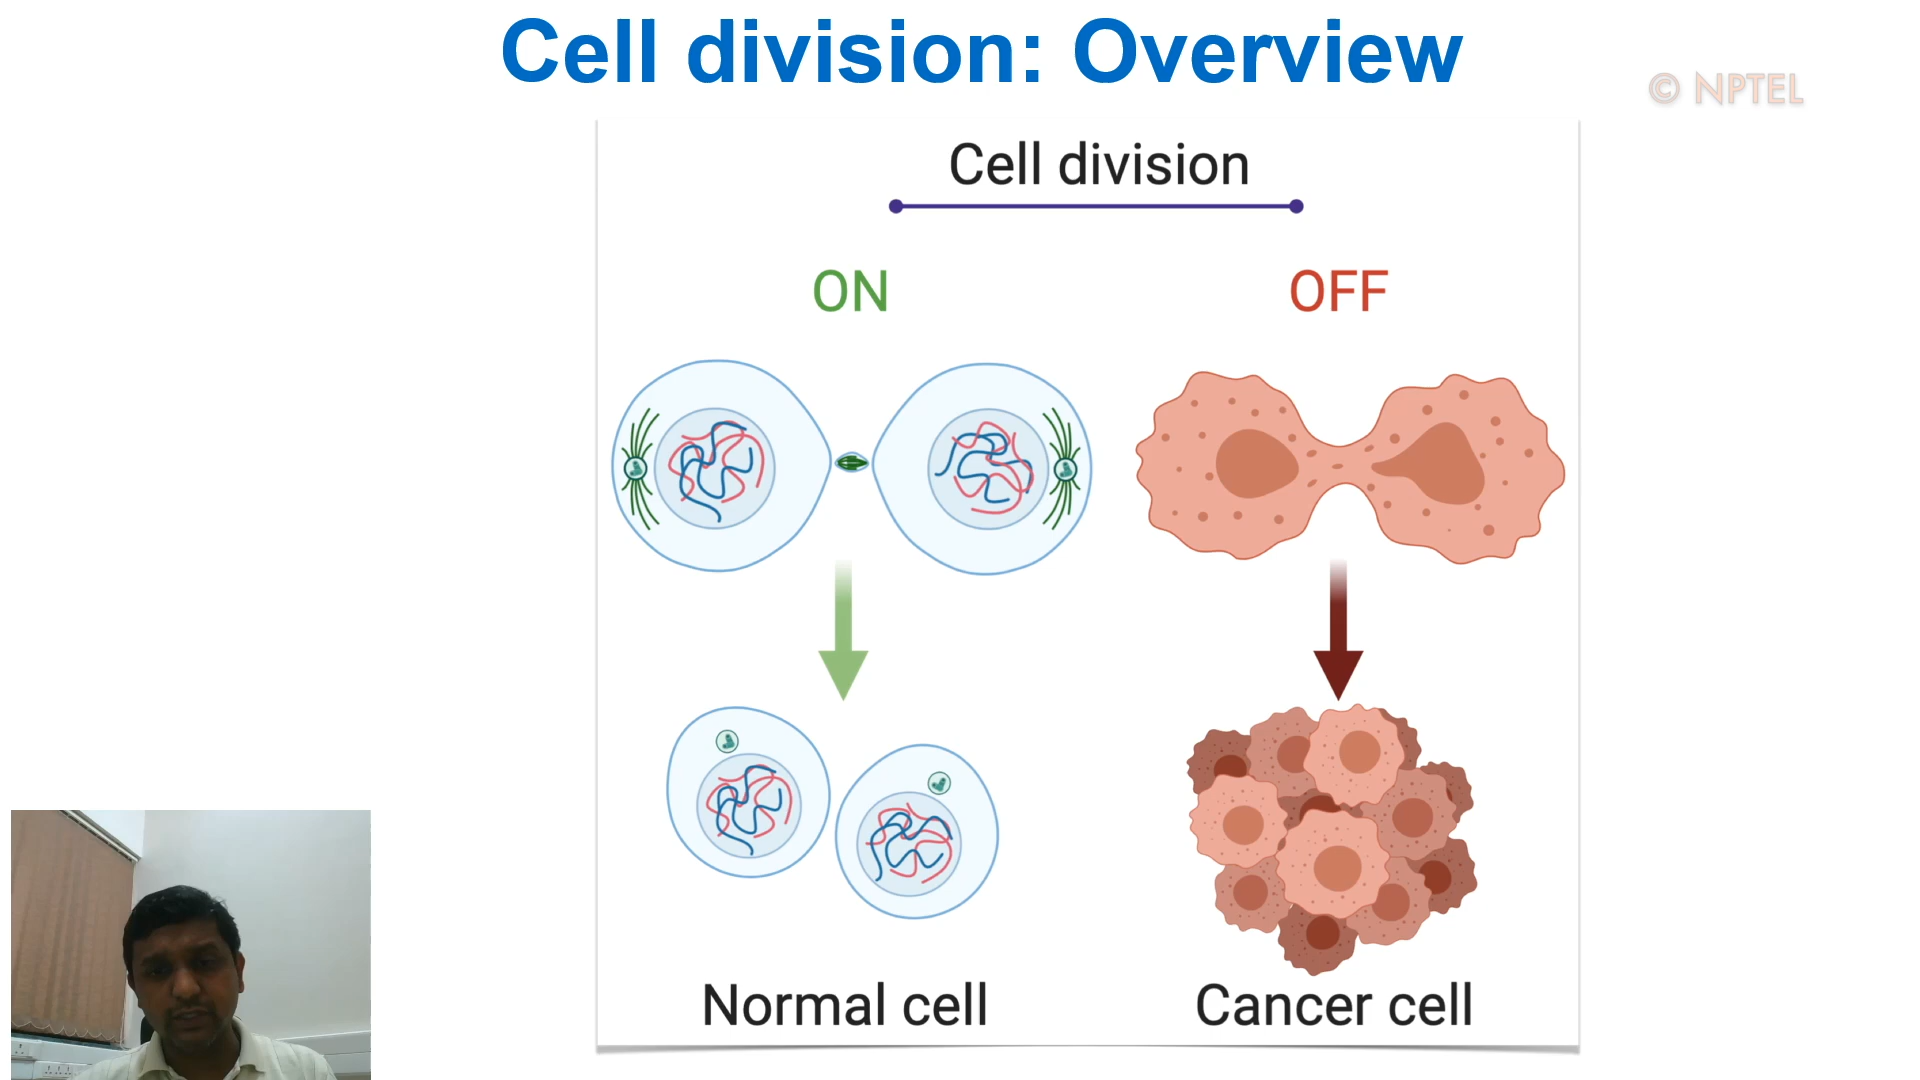 Cell division: Overview
© NPTEL
Cell division
ON
OFF
Normal cell
Cancer cell